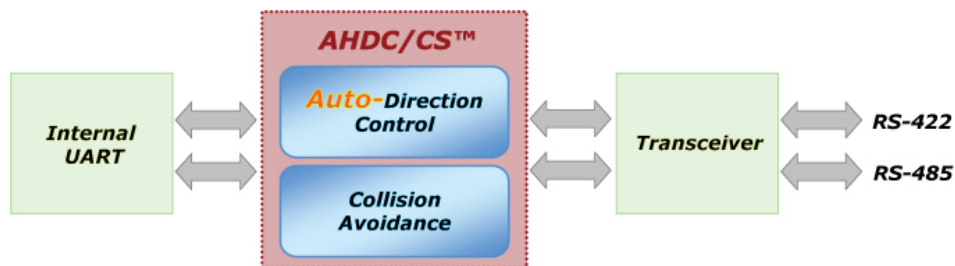 AHDC/CS™
Internal
UART
Auto-Direction
Control
Collision
Avoidance
Transceiver
RS-422
RS-485